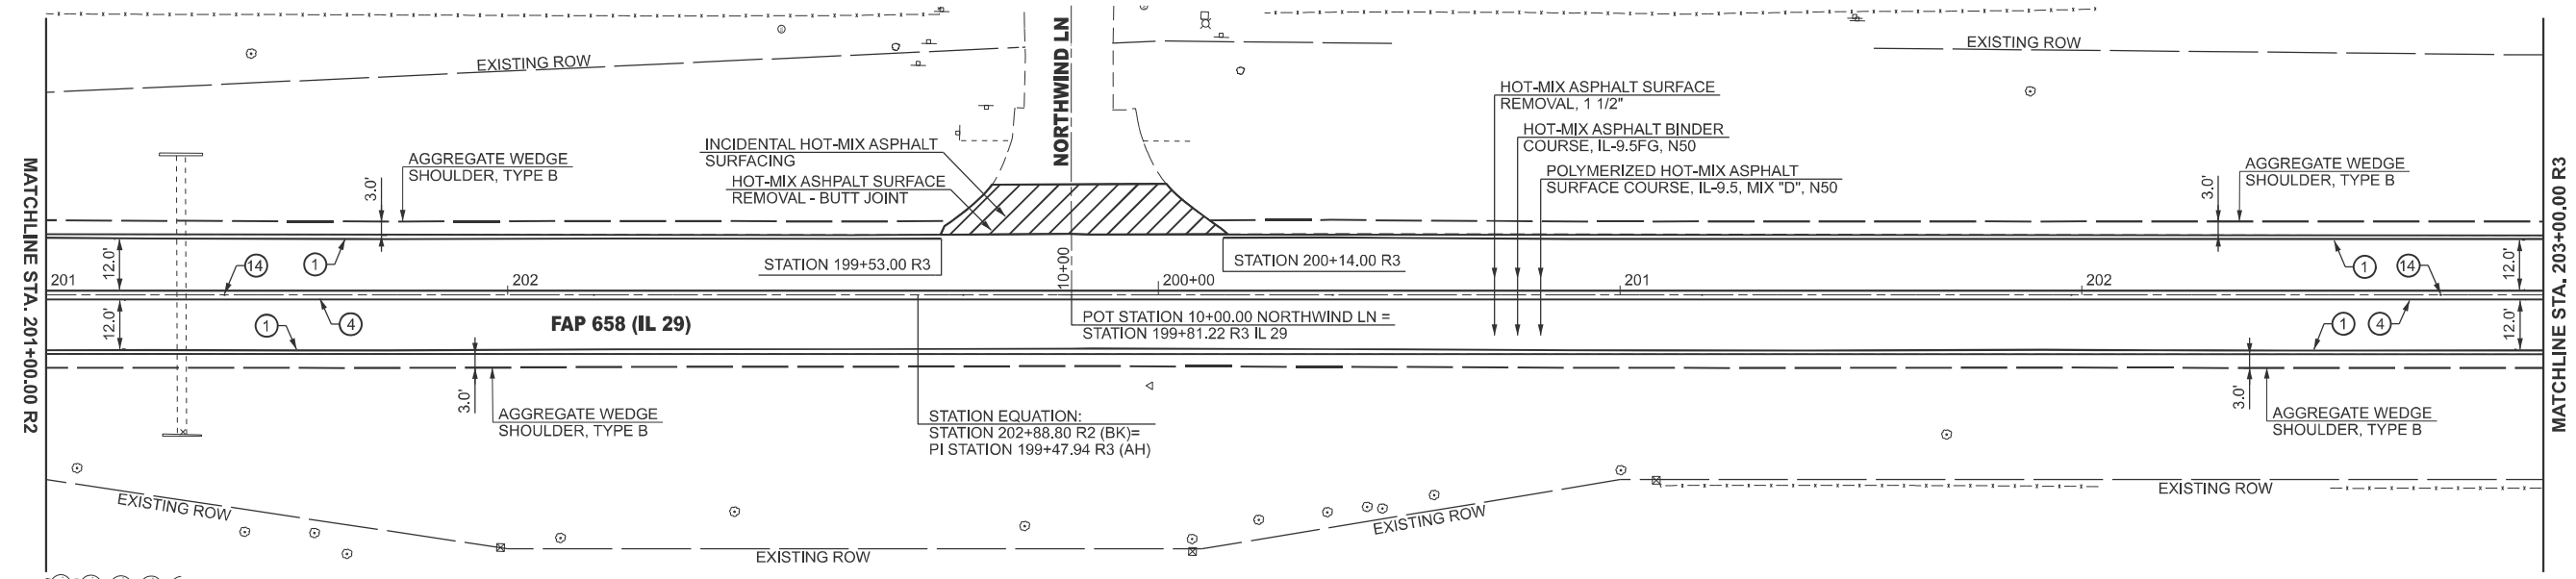 NORTHWIND LN
EXISTING ROW
EXISTING ROW
HOT-MIX ASPHALT SURFACE
REMOVAL, 1 1/2"
HOT-MIX ASPHALT BINDER
COURSE, IL-9.5FG, N50
POLYMERIZED HOT-MIX ASPHALT
SURFACE COURSE, IL-9.5, MIX "D", N50
INCIDENTAL HOT-MIX ASPHALT
SURFACING
HOT-MIX ASHPALT SURFACE
REMOVAL - BUTT JOINT
AGGREGATE WEDGE
SHOULDER, TYPE B
3.0'
AGGREGATE WEDGE
SHOULDER, TYPE B
3.0'
MATCHLINE STA. 201+00.00 R2
MATCHLINE STA. 203+00.00 R3
12.0'
14
1
STATION 199+53.00 R3
10+00
STATION 200+14.00 R3
1
14
12.0'
201
202
200+00
201
202
12.0'
1
4
FAP 658 (IL 29)
POT STATION 10+00.00 NORTHWIND LN =
STATION 199+81.22 R3 IL 29
1
4
12.0'
3.0'
AGGREGATE WEDGE
SHOULDER, TYPE B
STATION EQUATION:
STATION 202+88.80 R2 (BK)=
PI STATION 199+47.94 R3 (AH)
3.0'
AGGREGATE WEDGE
SHOULDER, TYPE B
EXISTING ROW
EXISTING ROW
EXISTING ROW
EXISTING ROW